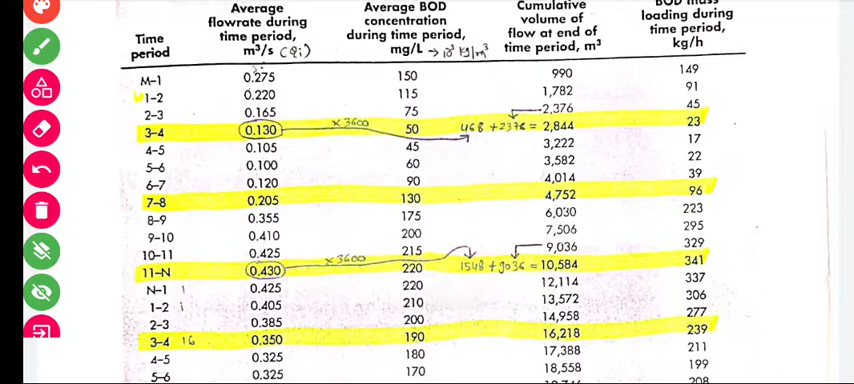 Average flowrate during time period, m³/s (Qi)
Average BOD concentration during time period, mg/L → 10³ kg/m³
Cumulative volume of flow at end of time period, m³
BOD mass loading during time period, kg/h
Time period
M–1 0.275 150 990 149
1–2 0.220 115 1,782 91
2–3 0.165 75 2,376 45
3–4 0.130 x 3600 50 468 + 2376 = 2,844 23
4–5 0.105 45 3,222 17
5–6 0.100 60 3,582 22
6–7 0.120 90 4,014 39
7–8 0.205 130 4,752 96
8–9 0.355 175 6,030 223
9–10 0.410 200 7,506 295
10–11 0.425 215 9,036 329
11–N 0.430 x 3600 220 1548 + 9036 = 10,584 341
N–1 0.425 220 12,114 337
1–2 0.405 210 13,572 306
2–3 0.385 200 14,958 277
3–4 16 0.350 190 16,218 239
4–5 0.325 180 17,388 211
5–6 0.325 170 18,558 199
208